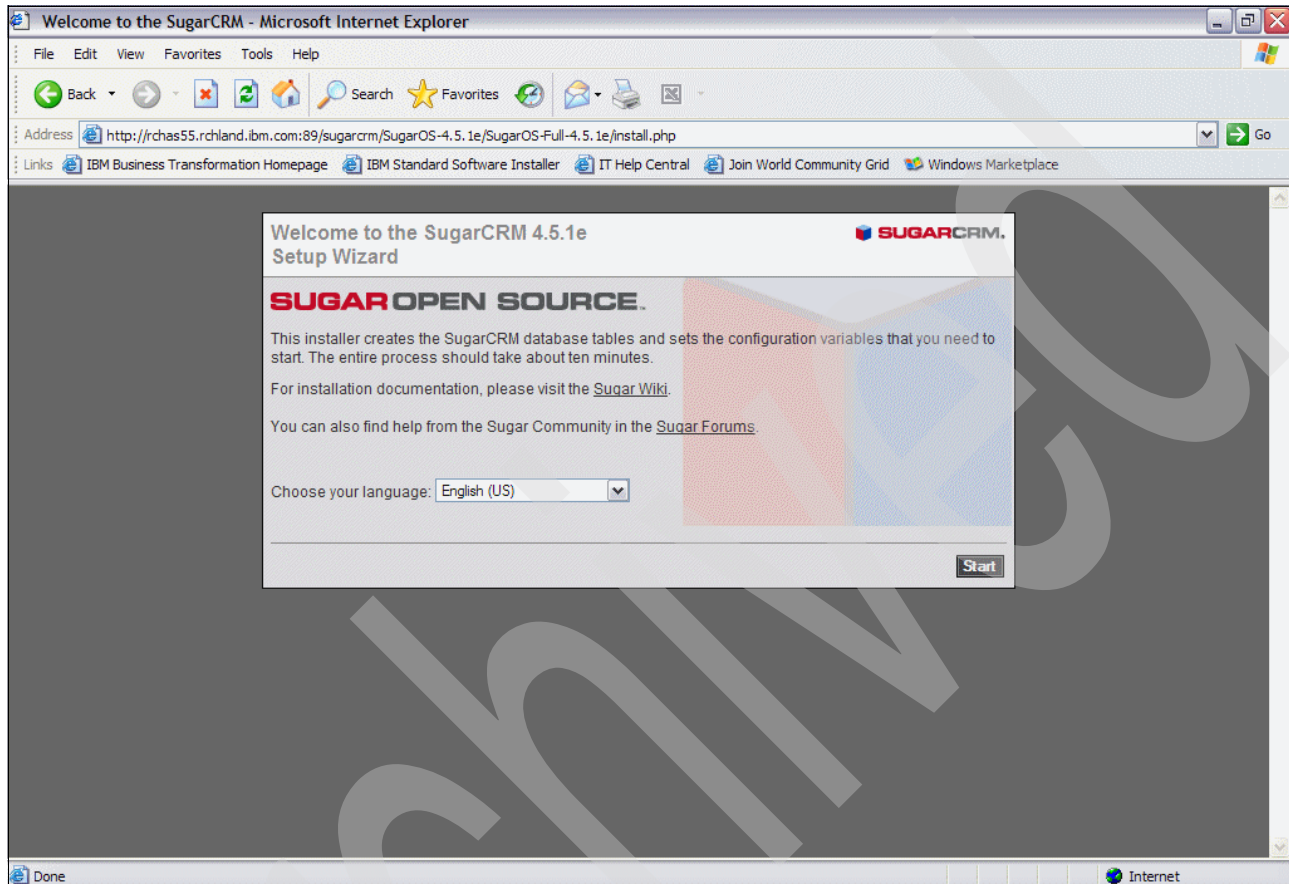 Welcome to the SugarCRM - Microsoft Internet Explorer
File Edit View Favorites Tools Help
Back Search Favorites
Address http://rchas55.rchland.ibm.com:89/sugarcrm/SugarOS-4.5.1e/SugarOS-Full-4.5.1e/install.php Go
Links IBM Business Transformation Homepage IBM Standard Software Installer IT Help Central Join World Community Grid Windows Marketplace
Welcome to the SugarCRM 4.5.1e
Setup Wizard
SUGARCRM.
SUGAR OPEN SOURCE™
This installer creates the SugarCRM database tables and sets the configuration variables that you need to
start. The entire process should take about ten minutes.
For installation documentation, please visit the Sugar Wiki.
You can also find help from the Sugar Community in the Sugar Forums.
Choose your language: English (US)
Start
Done Internet